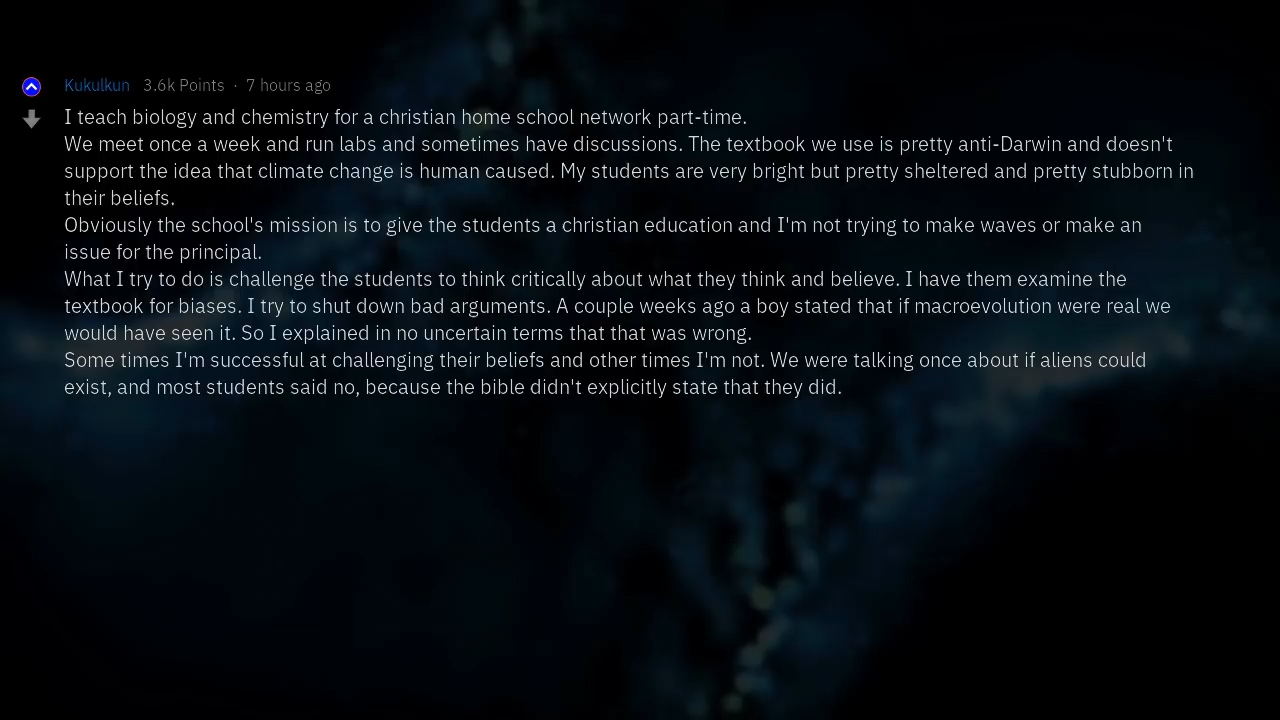 Kukulkun 3.6k Points · 7 hours ago
I teach biology and chemistry for a christian home school network part-time.
We meet once a week and run labs and sometimes have discussions. The textbook we use is pretty anti-Darwin and doesn't
support the idea that climate change is human caused. My students are very bright but pretty sheltered and pretty stubborn in
their beliefs.
Obviously the school's mission is to give the students a christian education and I'm not trying to make waves or make an
issue for the principal.
What I try to do is challenge the students to think critically about what they think and believe. I have them examine the
textbook for biases. I try to shut down bad arguments. A couple weeks ago a boy stated that if macroevolution were real we
would have seen it. So I explained in no uncertain terms that that was wrong.
Some times I'm successful at challenging their beliefs and other times I'm not. We were talking once about if aliens could
exist, and most students said no, because the bible didn't explicitly state that they did.